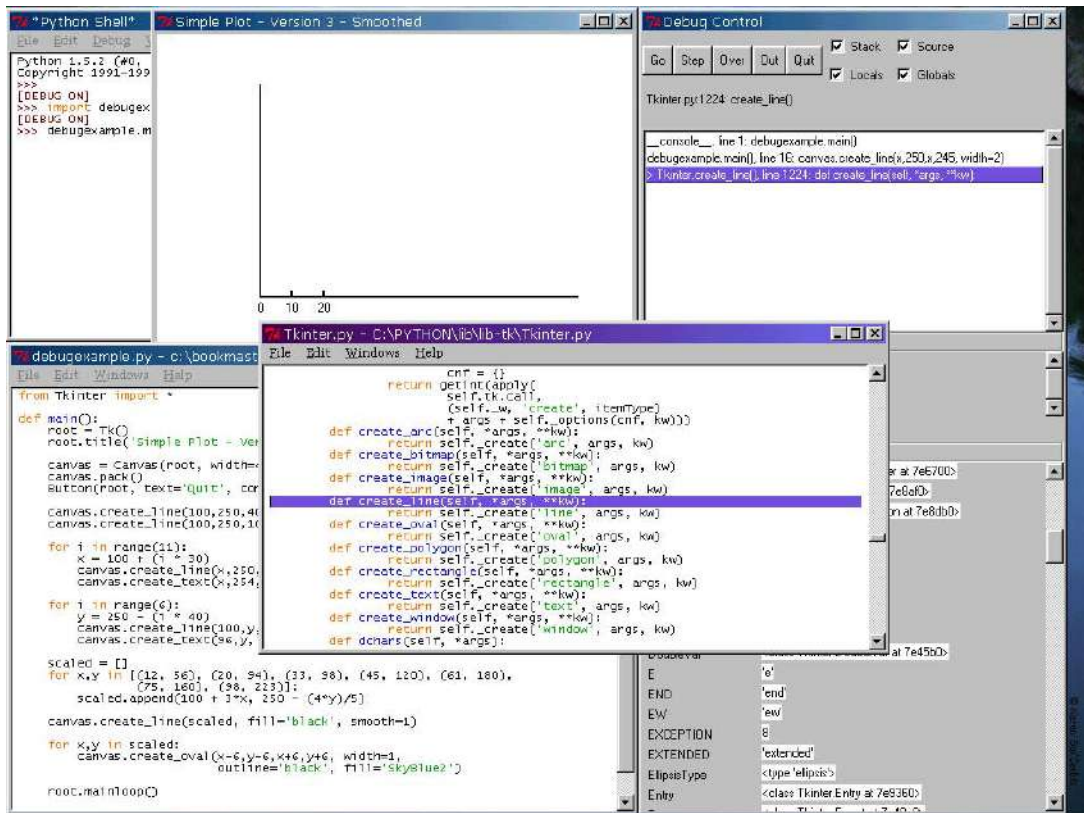 *Python Shell*
File Edit Debug
Python 1.5.2 (#0,
Copyright 1991-199
>>>
[DEBUG ON]
>>> import debugex
[DEBUG ON]
>>> debugexample.m
Simple Plot - Version 3 - Smoothed
0 10 20
Debug Control
Go Step Over Out Quit
Stack Source
Locals Globals
Tkinter.py:1224: create_line()
__console__, line 1: debugexample.main()
debugexample.main(), line 16: canvas.create_line(x,250,x,245, width=2)
> Tkinter.create_line(), line 1224: def create_line(self, *args, **kw):
Tkinter.py - C:\PYTHON\lib\lib-tk\Tkinter.py
File Edit Windows Help
cnf = {}
return getint(apply(
self.tk.call,
(self._w, 'create', itemType)
+ args + self._options(cnf, kw)))
def create_arc(self, *args, **kw):
return self._create('arc', args, kw)
def create_bitmap(self, *args, **kw):
return self._create('bitmap', args, kw)
def create_image(self, *args, **kw):
return self._create('image', args, kw)
def create_line(self, *args, **kw):
return self._create('line', args, kw)
def create_oval(self, *args, **kw):
return self._create('oval', args, kw)
def create_polygon(self, *args, **kw):
return self._create('polygon', args, kw)
def create_rectangle(self, *args, **kw):
return self._create('rectangle', args, kw)
def create_text(self, *args, **kw):
return self._create('text', args, kw)
def create_window(self, *args, **kw):
return self._create('window', args, kw)
def dchars(self, *args):
debugexample.py - c:\bookmast
File Edit Windows Help
from Tkinter import *
def main():
root = Tk()
root.title('Simple Plot - Ver
canvas = Canvas(root, width=
canvas.pack()
Button(root, text='Quit', com
canvas.create_line(100,250,40
canvas.create_line(100,250,10
for i in range(11):
x = 100 + (i * 30)
canvas.create_line(x,250,
canvas.create_text(x,254,
for i in range(6):
y = 250 - (i * 40)
canvas.create_line(100,y,
canvas.create_text(96,y,
scaled = []
for x,y in [(12, 56), (20, 94), (33, 98), (45, 120), (61, 180),
(75, 160), (98, 223)]:
scaled.append(100 + 3*x, 250 - (4*y)/5)
canvas.create_line(scaled, fill='black', smooth=1)
for x,y in scaled:
canvas.create_oval(x-6,y-6,x+6,y+6, width=1,
outline='black', fill='SkyBlue2')
root.mainloop()
er at 7e6700>
7e8af0>
on at 7e8db0>
at 7e45b0>
E 'e'
END 'end'
EW 'ew'
EXCEPTION 8
EXTENDED 'extended'
ElipsisType <type 'elipsis'>
Entry <class Tkinter.Entry at 7e9360>